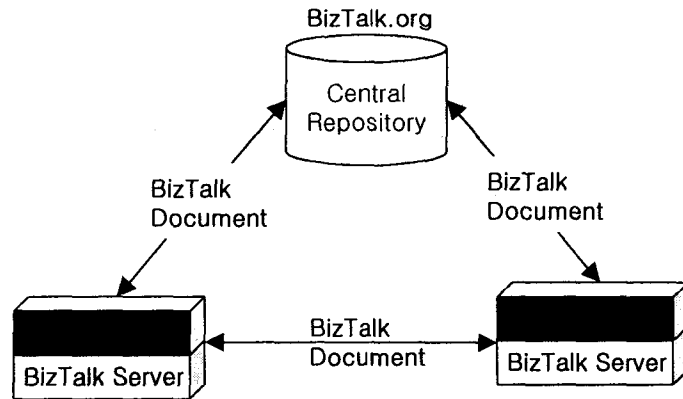 BizTalk.org
Central
Repository
BizTalk
Document
BizTalk
Document
BizTalk
Document
BizTalk Server
BizTalk Server